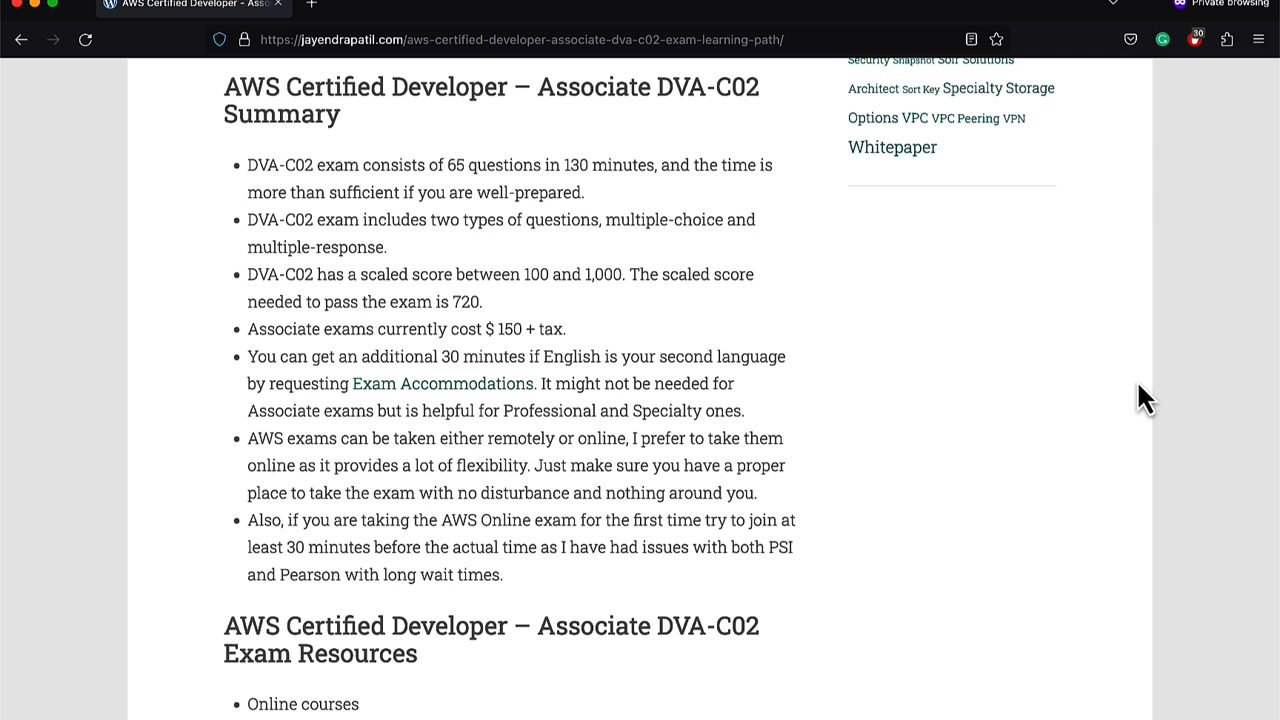 AWS Certified Developer - Asso
Private browsing
https://jayendrapatil.com/aws-certified-developer-associate-dva-c02-exam-learning-path/
30
AWS Certified Developer – Associate DVA-C02
Summary
• DVA-C02 exam consists of 65 questions in 130 minutes, and the time is
more than sufficient if you are well-prepared.
• DVA-C02 exam includes two types of questions, multiple-choice and
multiple-response.
• DVA-C02 has a scaled score between 100 and 1,000. The scaled score
needed to pass the exam is 720.
• Associate exams currently cost $ 150 + tax.
• You can get an additional 30 minutes if English is your second language
by requesting Exam Accommodations. It might not be needed for
Associate exams but is helpful for Professional and Specialty ones.
• AWS exams can be taken either remotely or online, I prefer to take them
online as it provides a lot of flexibility. Just make sure you have a proper
place to take the exam with no disturbance and nothing around you.
• Also, if you are taking the AWS Online exam for the first time try to join at
least 30 minutes before the actual time as I have had issues with both PSI
and Pearson with long wait times.
AWS Certified Developer – Associate DVA-C02
Exam Resources
• Online courses
Security Snapshot Solr Solutions
Architect Sort Key Specialty Storage
Options VPC VPC Peering VPN
Whitepaper